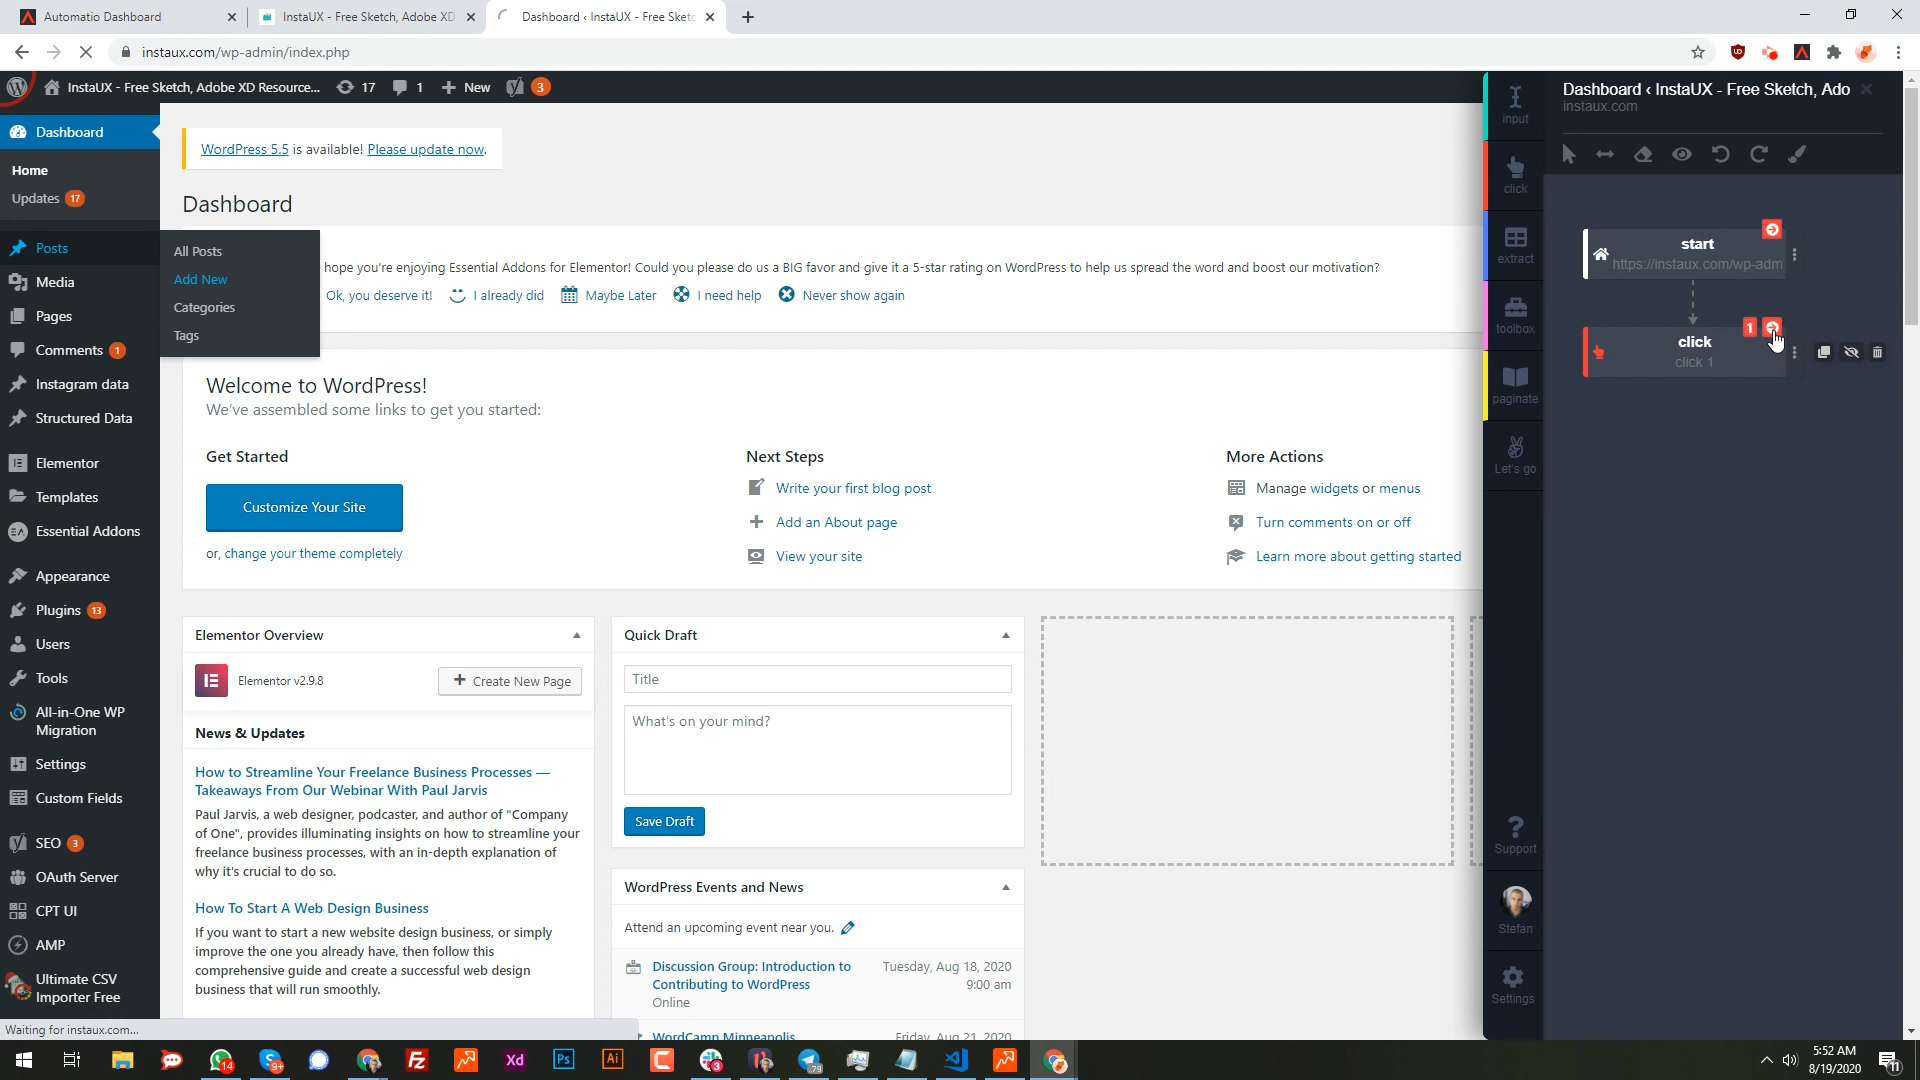 Automatio Dashboard
InstaUX - Free Sketch, Adobe XD
Dashboard ‹ InstaUX - Free Sketc
instaux.com/wp-admin/index.php
InstaUX - Free Sketch, Adobe XD Resource...
17
1
New
3
Dashboard
Home
Updates 17
Posts
Media
Pages
Comments 1
Instagram data
Structured Data
Elementor
Templates
Essential Addons
Appearance
Plugins 13
Users
Tools
All-in-One WP
Migration
Settings
Custom Fields
SEO 3
OAuth Server
CPT UI
AMP
Ultimate CSV
Importer Free
Waiting for instaux.com...
All Posts
Add New
Categories
Tags
WordPress 5.5 is available! Please update now.
Dashboard
hope you're enjoying Essential Addons for Elementor! Could you please do us a BIG favor and give it a 5-star rating on WordPress to help us spread the word and boost our motivation?
Ok, you deserve it! I already did Maybe Later I need help Never show again
Welcome to WordPress!
We've assembled some links to get you started:
Get Started
Customize Your Site
or, change your theme completely
Next Steps
Write your first blog post
Add an About page
View your site
More Actions
Manage widgets or menus
Turn comments on or off
Learn more about getting started
Elementor Overview
Elementor v2.9.8
Create New Page
News & Updates
How to Streamline Your Freelance Business Processes —
Takeaways From Our Webinar With Paul Jarvis
Paul Jarvis, a web designer, podcaster, and author of "Company
of One", provides illuminating insights on how to streamline your
freelance business processes, with an in-depth explanation of
why it's crucial to do so.
How To Start A Web Design Business
If you want to start a new website design business, or simply
improve the one you already have, then follow this
comprehensive guide and create a successful web design
business that will run smoothly.
Quick Draft
Title
What's on your mind?
Save Draft
WordPress Events and News
Attend an upcoming event near you.
Discussion Group: Introduction to
Contributing to WordPress
Online
Tuesday, Aug 18, 2020
9:00 am
WordCamp Minneapolis
Friday, Aug 21, 2020
input
click
extract
toolbox
paginate
Let's go
Support
Stefan
Settings
Dashboard ‹ InstaUX - Free Sketch, Ado
instaux.com
start
https://instaux.com/wp-adm
1
click
click 1
14
9+
Xd
Ps
Ai
3
79
5:52 AM
8/19/2020
11